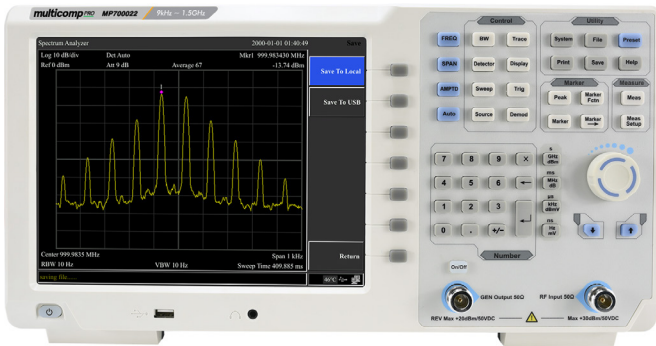 multicomp PRO MP700022 9kHz ~ 1.5GHz
Spectrum Analyzer 2000-01-01 01:40:49 Save
Log 10 dB/div Det Auto Mkr1 999.983430 MHz
Ref 0 dBm Att 9 dB Average 67 -13.74 dBm
1
Save To Local
Save To USB
Return
Center 999.9835 MHz Span 1 kHz
RBW 10 Hz VBW 10 Hz Sweep Time 409.885 ms
saving file......
46°C
Control
FREQ BW Trace
SPAN Detector Display
AMPTD Sweep Trig
Auto Source Demod
Utility
System File Preset
Print Save Help
Marker Measure
Peak Marker Fctn Meas
Marker Marker Meas Setup
7 8 9 × s GHz dBm
4 5 6 ← ms MHz dB
1 2 3 μs kHz dBmV
0 . +/− ns Hz mV
Number
On/Off
GEN Output 50Ω RF Input 50Ω
REV Max +20dBm/50VDC Max +30dBm/50VDC